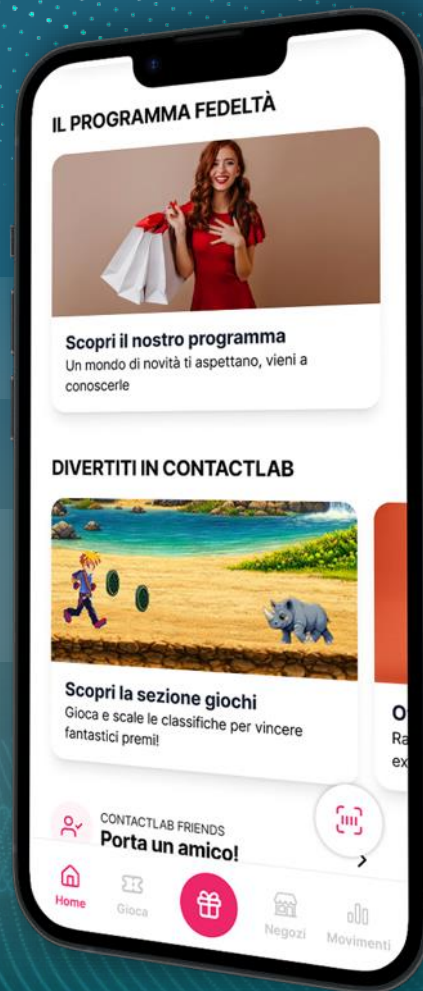 IL PROGRAMMA FEDELTÀ
Scopri il nostro programma
Un mondo di novità ti aspettano, vieni a
conoscerle
DIVERTITI IN CONTACTLAB
Scopri la sezione giochi
Gioca e scale le classifiche per vincere
fantastici premi!
O
Ra
ex
CONTACTLAB FRIENDS
Porta un amico!
Home
Gioca
Negozi
Movimenti